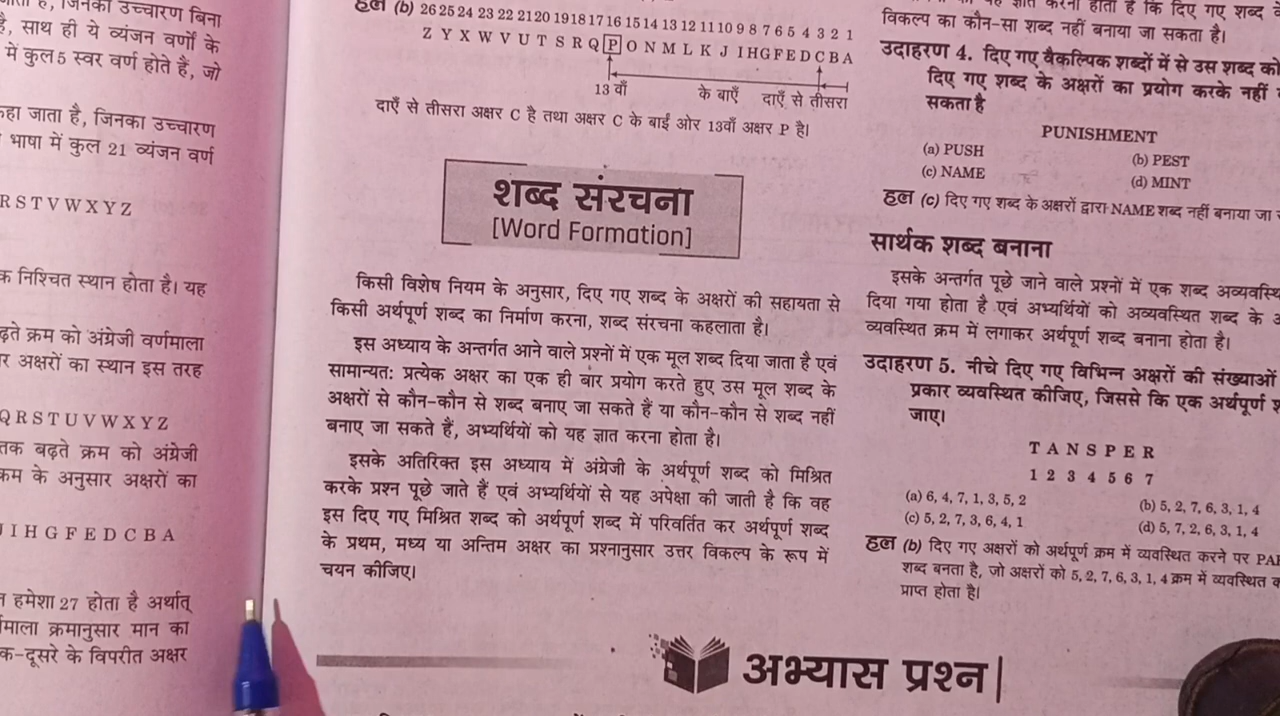 जिनका उच्चारण बिना
है, साथ ही ये व्यंजन वर्णों के
में कुल 5 स्वर वर्ण होते हैं, जो
कहा जाता है, जिनका उच्चारण
भाषा में कुल 21 व्यंजन वर्ण
R S T V W X Y Z
निश्चित स्थान होता है। यह
क्रम को अंग्रेजी वर्णमाला
अक्षरों का स्थान इस तरह
Q R S T U V W X Y Z
तक बढ़ते क्रम को अंग्रेजी
क्रम के अनुसार अक्षरों का
I H G F E D C B A
हमेशा 27 होता है अर्थात्
क्रमानुसार मान का
एक-दूसरे के विपरीत अक्षर
हल (b) 26 25 24 23 22 21 20 19 18 17 16 15 14 13 12 11 10 9 8 7 6 5 4 3 2 1
Z Y X W V U T S R Q P O N M L K J I H G F E D C B A
13 वाँ के बाएँ दाएँ से तीसरा
दाएँ से तीसरा अक्षर C है तथा अक्षर C के बाईं ओर 13वाँ अक्षर P है।
शब्द संरचना
[Word Formation]
किसी विशेष नियम के अनुसार, दिए गए शब्द के अक्षरों की सहायता से
किसी अर्थपूर्ण शब्द का निर्माण करना, शब्द संरचना कहलाता है।
इस अध्याय के अन्तर्गत आने वाले प्रश्नों में एक मूल शब्द दिया जाता है एवं
सामान्यत: प्रत्येक अक्षर का एक ही बार प्रयोग करते हुए उस मूल शब्द के
अक्षरों से कौन-कौन से शब्द बनाए जा सकते हैं या कौन-कौन से शब्द नहीं
बनाए जा सकते हैं, अभ्यर्थियों को यह ज्ञात करना होता है।
इसके अतिरिक्त इस अध्याय में अंग्रेजी के अर्थपूर्ण शब्द को मिश्रित
करके प्रश्न पूछे जाते हैं एवं अभ्यर्थियों से यह अपेक्षा की जाती है कि वह
इस दिए गए मिश्रित शब्द को अर्थपूर्ण शब्द में परिवर्तित कर अर्थपूर्ण शब्द
के प्रथम, मध्य या अन्तिम अक्षर का प्रश्नानुसार उत्तर विकल्प के रूप में
चयन कीजिए।
यह ज्ञात करना होता है कि दिए गए शब्द
विकल्प का कौन-सा शब्द नहीं बनाया जा सकता है।
उदाहरण 4. दिए गए वैकल्पिक शब्दों में से उस शब्द को
दिए गए शब्द के अक्षरों का प्रयोग करके नहीं
सकता है
PUNISHMENT
(a) PUSH (b) PEST
(c) NAME (d) MINT
हल (c) दिए गए शब्द के अक्षरों द्वारा NAME शब्द नहीं बनाया जा
सार्थक शब्द बनाना
इसके अन्तर्गत पूछे जाने वाले प्रश्नों में एक शब्द
दिया गया होता है एवं अभ्यर्थियों को अव्यवस्थित शब्द के
व्यवस्थित क्रम में लगाकर अर्थपूर्ण शब्द बनाना होता है।
उदाहरण 5. नीचे दिए गए विभिन्न अक्षरों की संख्याओं
प्रकार व्यवस्थित कीजिए, जिससे कि एक अर्थपूर्ण
जाए।
T A N S P E R
1 2 3 4 5 6 7
(a) 6, 4, 7, 1, 3, 5, 2 (b) 5, 2, 7, 6, 3, 1, 4
(c) 5, 2, 7, 3, 6, 4, 1 (d) 5, 7, 2, 6, 3, 1, 4
हल (b) दिए गए अक्षरों को अर्थपूर्ण क्रम में व्यवस्थित करने पर
शब्द बनता है, जो अक्षरों को 5, 2, 7, 6, 3, 1, 4 क्रम में व्यवस्थित
प्राप्त होता है।
अभ्यास प्रश्न